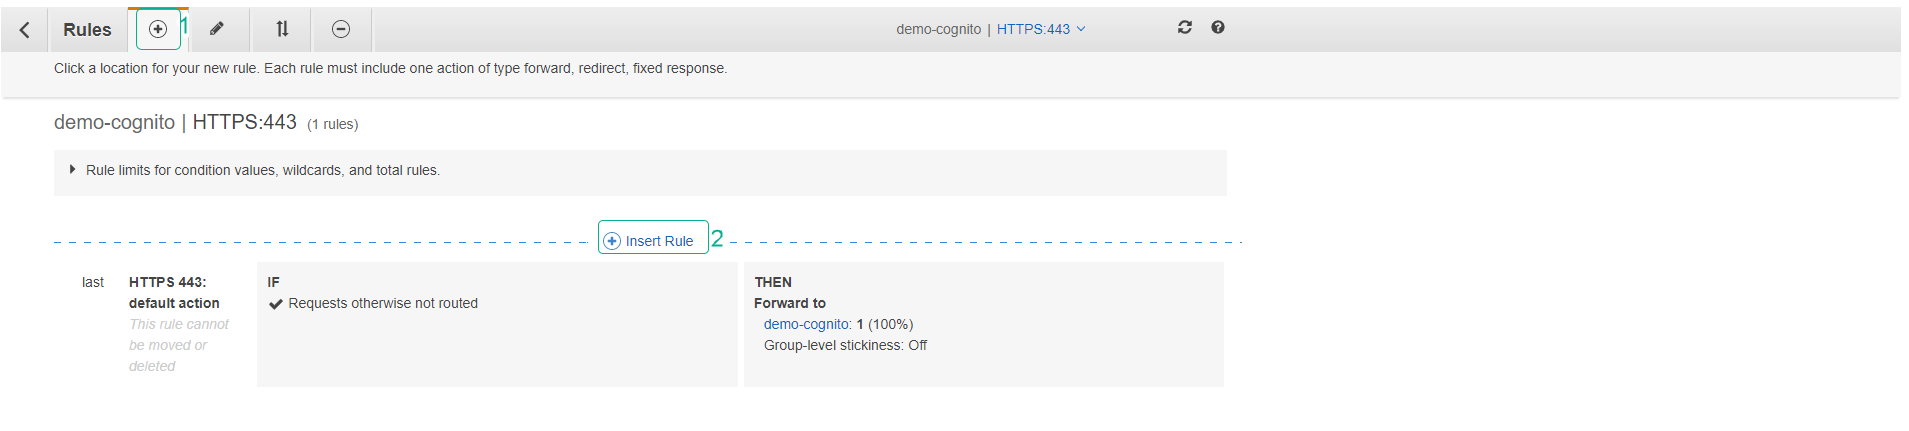 Rules 1 demo-cognito | HTTPS:443
Click a location for your new rule. Each rule must include one action of type forward, redirect, fixed response.
demo-cognito | HTTPS:443 (1 rules)
Rule limits for condition values, wildcards, and total rules.
Insert Rule 2
last
HTTPS 443:
default action
This rule cannot
be moved or
deleted
IF
Requests otherwise not routed
THEN
Forward to
demo-cognito: 1 (100%)
Group-level stickiness: Off